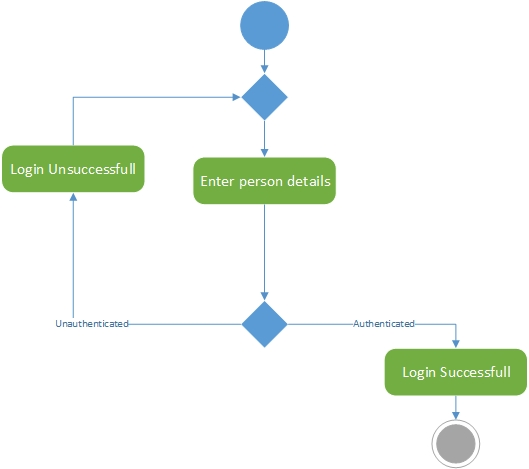 Login Unsuccessfull
Enter person details
Unauthenticated
Authenticated
Login Successfull